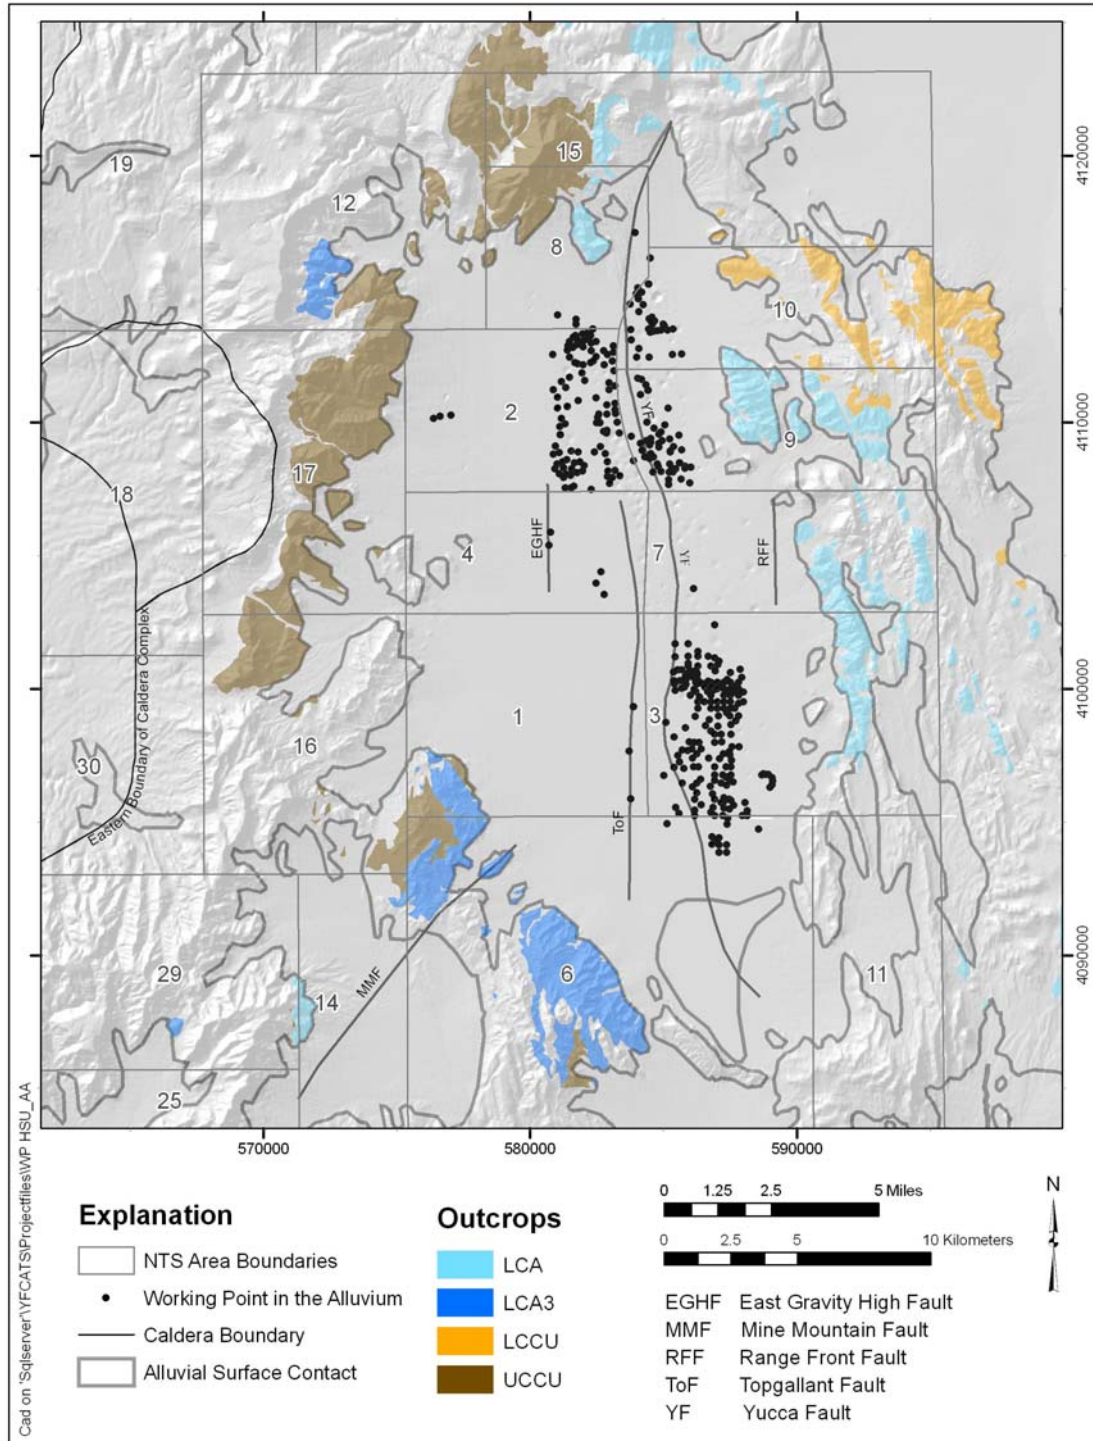 19
12
15
8
10
4120000
2
YF
9
4110000
17
18
EGHF
4
7
YF
RFF
Eastern Boundary of Caldera Complex
1
3
4100000
16
30
ToF
29
14
MMF
6
11
4090000
25
570000
580000
590000
Cad on 'Sqlserver'\YFCATS\Projectfiles\WP HSU_AA
Explanation
NTS Area Boundaries
Working Point in the Alluvium
Caldera Boundary
Alluvial Surface Contact
Outcrops
LCA
LCA3
LCCU
UCCU
0 1.25 2.5 5 Miles
0 2.5 5 10 Kilometers
N
EGHF East Gravity High Fault
MMF Mine Mountain Fault
RFF Range Front Fault
ToF Topgallant Fault
YF Yucca Fault